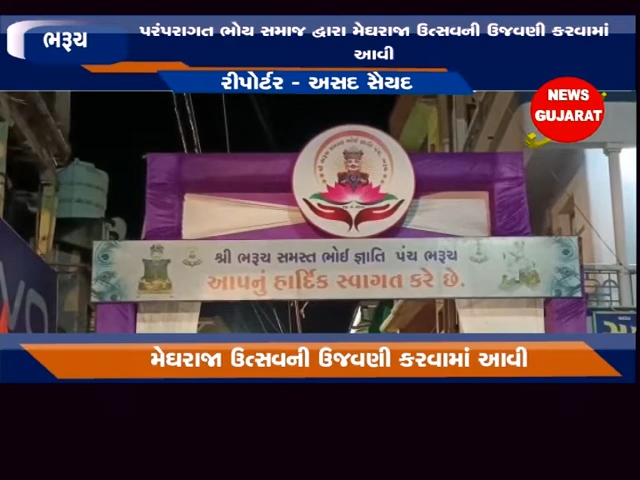 ભરૂચ
પરંપરાગત ભોય સમાજ દ્વારા મેઘરાજા ઉત્સવની ઉજવણી કરવામાં
આવી
રીપોર્ટર - અસદ સૈયદ
NEWS
GUJARAT
શ્રી ભરૂચ સમસ્ત ભોઈ જ્ઞાતિ પંચ ભરૂચ
આપનું હાર્દિક સ્વાગત કરે છે.
મેઘરાજા ઉત્સવની ઉજવણી કરવામાં આવી